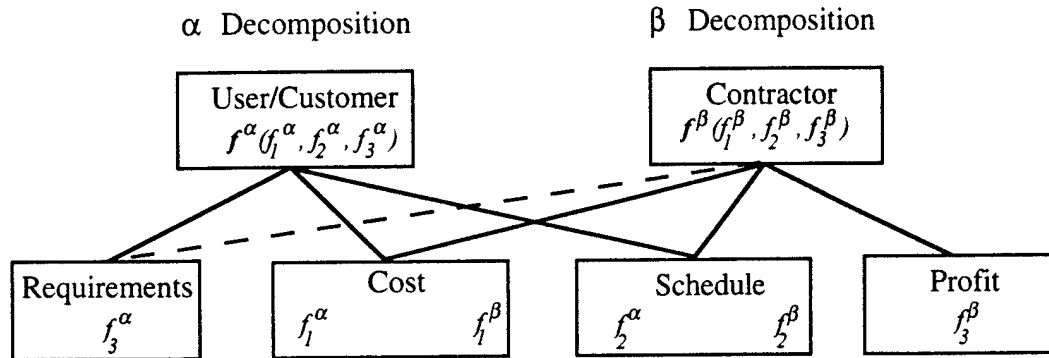 α Decomposition
β Decomposition
User/Customer
f^α(f_1^α, f_2^α, f_3^α)
Contractor
f^β(f_1^β, f_2^β, f_3^β)
Requirements
f_3^α
Cost
f_1^α f_1^β
Schedule
f_2^α f_2^β
Profit
f_3^β